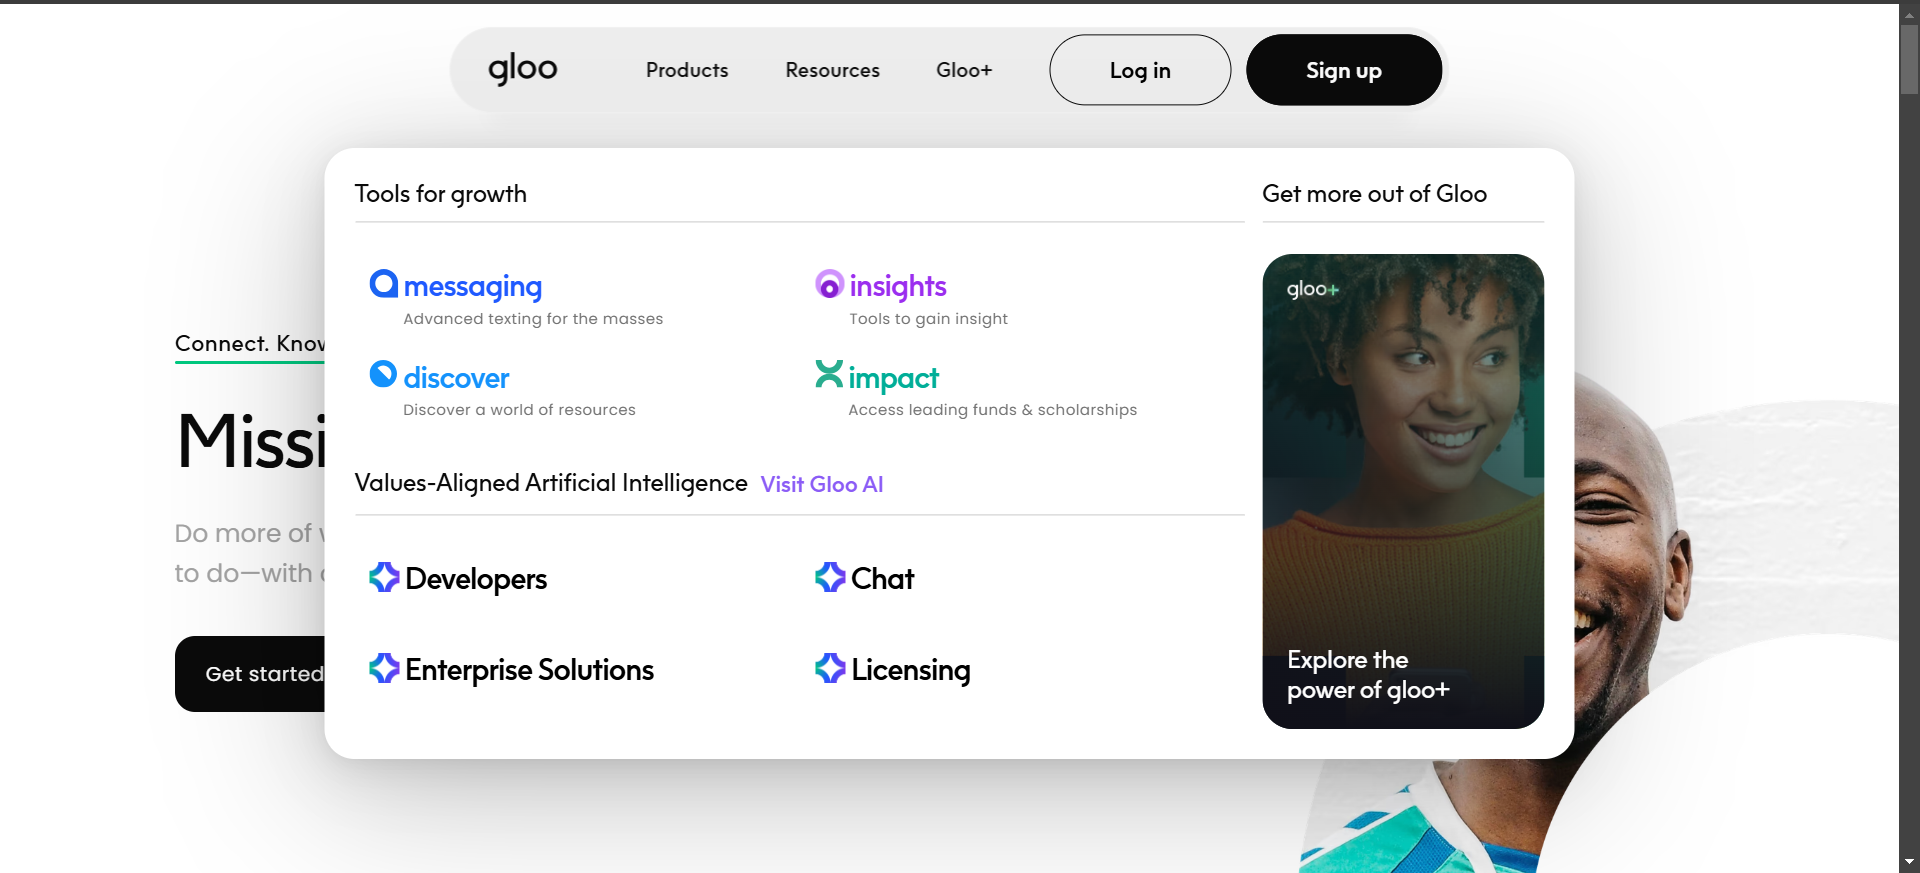 gloo
Products
Resources
Gloo+
Log in
Sign up
Tools for growth
messaging
Advanced texting for the masses
insights
Tools to gain insight
discover
Discover a world of resources
impact
Access leading funds & scholarships
Values-Aligned Artificial Intelligence Visit Gloo AI
Developers
Chat
Enterprise Solutions
Licensing
Get more out of Gloo
gloo+
Explore the
power of gloo+
Connect.
Do more of
to do—with
Get started